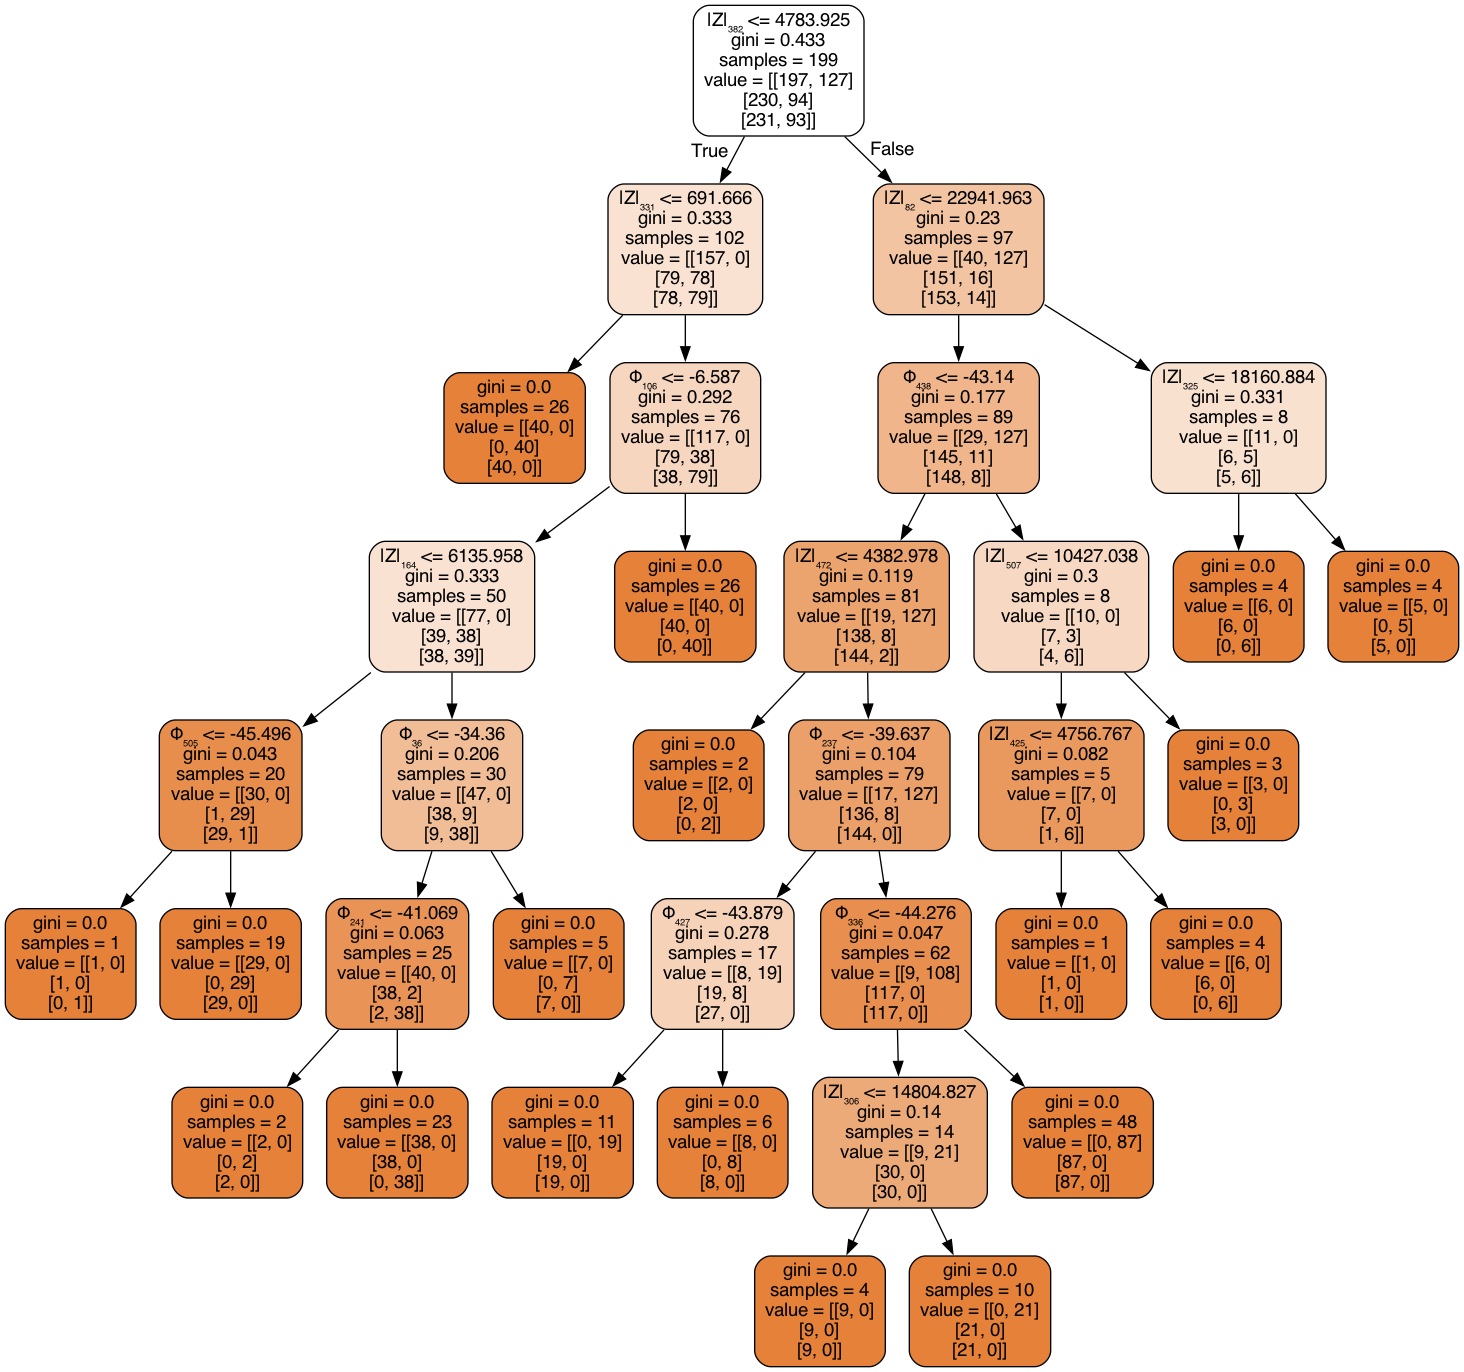 |Z|₃₈₂ <= 4783.925
gini = 0.433
samples = 199
value = [[197, 127]
[230, 94]
[231, 93]]
True
False
|Z|₃₃₁ <= 691.666
gini = 0.333
samples = 102
value = [[157, 0]
[79, 78]
[78, 79]]
|Z|₈₂ <= 22941.963
gini = 0.23
samples = 97
value = [[40, 127]
[151, 16]
[153, 14]]
gini = 0.0
samples = 26
value = [[40, 0]
[0, 40]
[40, 0]]
Φ₁₀₆ <= -6.587
gini = 0.292
samples = 76
value = [[117, 0]
[79, 38]
[38, 79]]
Φ₄₃₈ <= -43.14
gini = 0.177
samples = 89
value = [[29, 127]
[145, 11]
[148, 8]]
|Z|₃₂₅ <= 18160.884
gini = 0.331
samples = 8
value = [[11, 0]
[6, 5]
[5, 6]]
|Z|₁₆₄ <= 6135.958
gini = 0.333
samples = 50
value = [[77, 0]
[39, 38]
[38, 39]]
gini = 0.0
samples = 26
value = [[40, 0]
[40, 0]
[0, 40]]
|Z|₄₇₂ <= 4382.978
gini = 0.119
samples = 81
value = [[19, 127]
[138, 8]
[144, 2]]
|Z|₅₀₇ <= 10427.038
gini = 0.3
samples = 8
value = [[10, 0]
[7, 3]
[4, 6]]
gini = 0.0
samples = 4
value = [[6, 0]
[6, 0]
[0, 6]]
gini = 0.0
samples = 4
value = [[5, 0]
[0, 5]
[5, 0]]
Φ₅₀₅ <= -45.496
gini = 0.043
samples = 20
value = [[30, 0]
[1, 29]
[29, 1]]
Φ₃₆ <= -34.36
gini = 0.206
samples = 30
value = [[47, 0]
[38, 9]
[9, 38]]
gini = 0.0
samples = 2
value = [[2, 0]
[2, 0]
[0, 2]]
Φ₂₃₇ <= -39.637
gini = 0.104
samples = 79
value = [[17, 127]
[136, 8]
[144, 0]]
|Z|₄₂₅ <= 4756.767
gini = 0.082
samples = 5
value = [[7, 0]
[7, 0]
[1, 6]]
gini = 0.0
samples = 3
value = [[3, 0]
[0, 3]
[3, 0]]
gini = 0.0
samples = 1
value = [[1, 0]
[1, 0]
[0, 1]]
gini = 0.0
samples = 19
value = [[29, 0]
[0, 29]
[29, 0]]
Φ₂₄₁ <= -41.069
gini = 0.063
samples = 25
value = [[40, 0]
[38, 2]
[2, 38]]
gini = 0.0
samples = 5
value = [[7, 0]
[0, 7]
[7, 0]]
Φ₄₂₇ <= -43.879
gini = 0.278
samples = 17
value = [[8, 19]
[19, 8]
[27, 0]]
Φ₃₃₆ <= -44.276
gini = 0.047
samples = 62
value = [[9, 108]
[117, 0]
[117, 0]]
gini = 0.0
samples = 1
value = [[1, 0]
[1, 0]
[1, 0]]
gini = 0.0
samples = 4
value = [[6, 0]
[6, 0]
[0, 6]]
gini = 0.0
samples = 2
value = [[2, 0]
[0, 2]
[2, 0]]
gini = 0.0
samples = 23
value = [[38, 0]
[38, 0]
[0, 38]]
gini = 0.0
samples = 11
value = [[0, 19]
[19, 0]
[19, 0]]
gini = 0.0
samples = 6
value = [[8, 0]
[0, 8]
[8, 0]]
|Z|₃₀₆ <= 14804.827
gini = 0.14
samples = 14
value = [[9, 21]
[30, 0]
[30, 0]]
gini = 0.0
samples = 48
value = [[0, 87]
[87, 0]
[87, 0]]
gini = 0.0
samples = 4
value = [[9, 0]
[9, 0]
[9, 0]]
gini = 0.0
samples = 10
value = [[0, 21]
[21, 0]
[21, 0]]